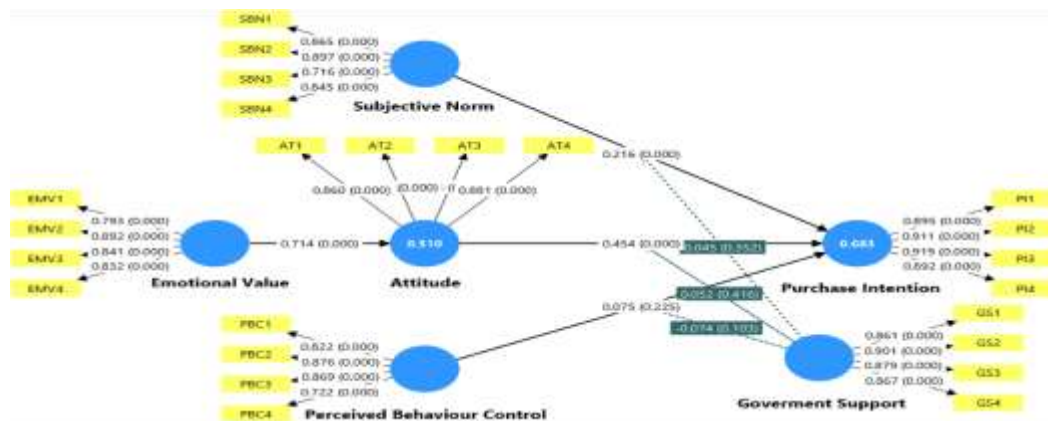 SBN1
0.865 (0.000)
SBN2
0.897 (0.000)
0.716 (0.000)
SBN3
0.845 (0.000)
SBN4
Subjective Norm
AT1
AT2
AT3
AT4
0.216 (0.000)
0.860 (0.000)
(0.000)
0.881 (0.000)
EMV1
0.793 (0.000)
EMV2
0.892 (0.000)
0.841 (0.000)
EMV3
0.832 (0.000)
EMV4
0.714 (0.000)
0.510
0.454 (0.000)
0.045 (0.352)
0.683
PI1
0.895 (0.000)
PI2
0.911 (0.000)
0.915 (0.000)
PI3
0.892 (0.000)
PI4
Emotional Value
Attitude
Purchase Intention
0.052 (0.416)
0.075 (0.225)
-0.074 (0.103)
PBC1
0.822 (0.000)
PBC2
0.876 (0.000)
0.869 (0.000)
PBC3
0.722 (0.000)
PBC4
Perceived Behaviour Control
GS1
0.861 (0.000)
GS2
0.901 (0.000)
0.879 (0.000)
GS3
0.867 (0.000)
GS4
Goverment Support